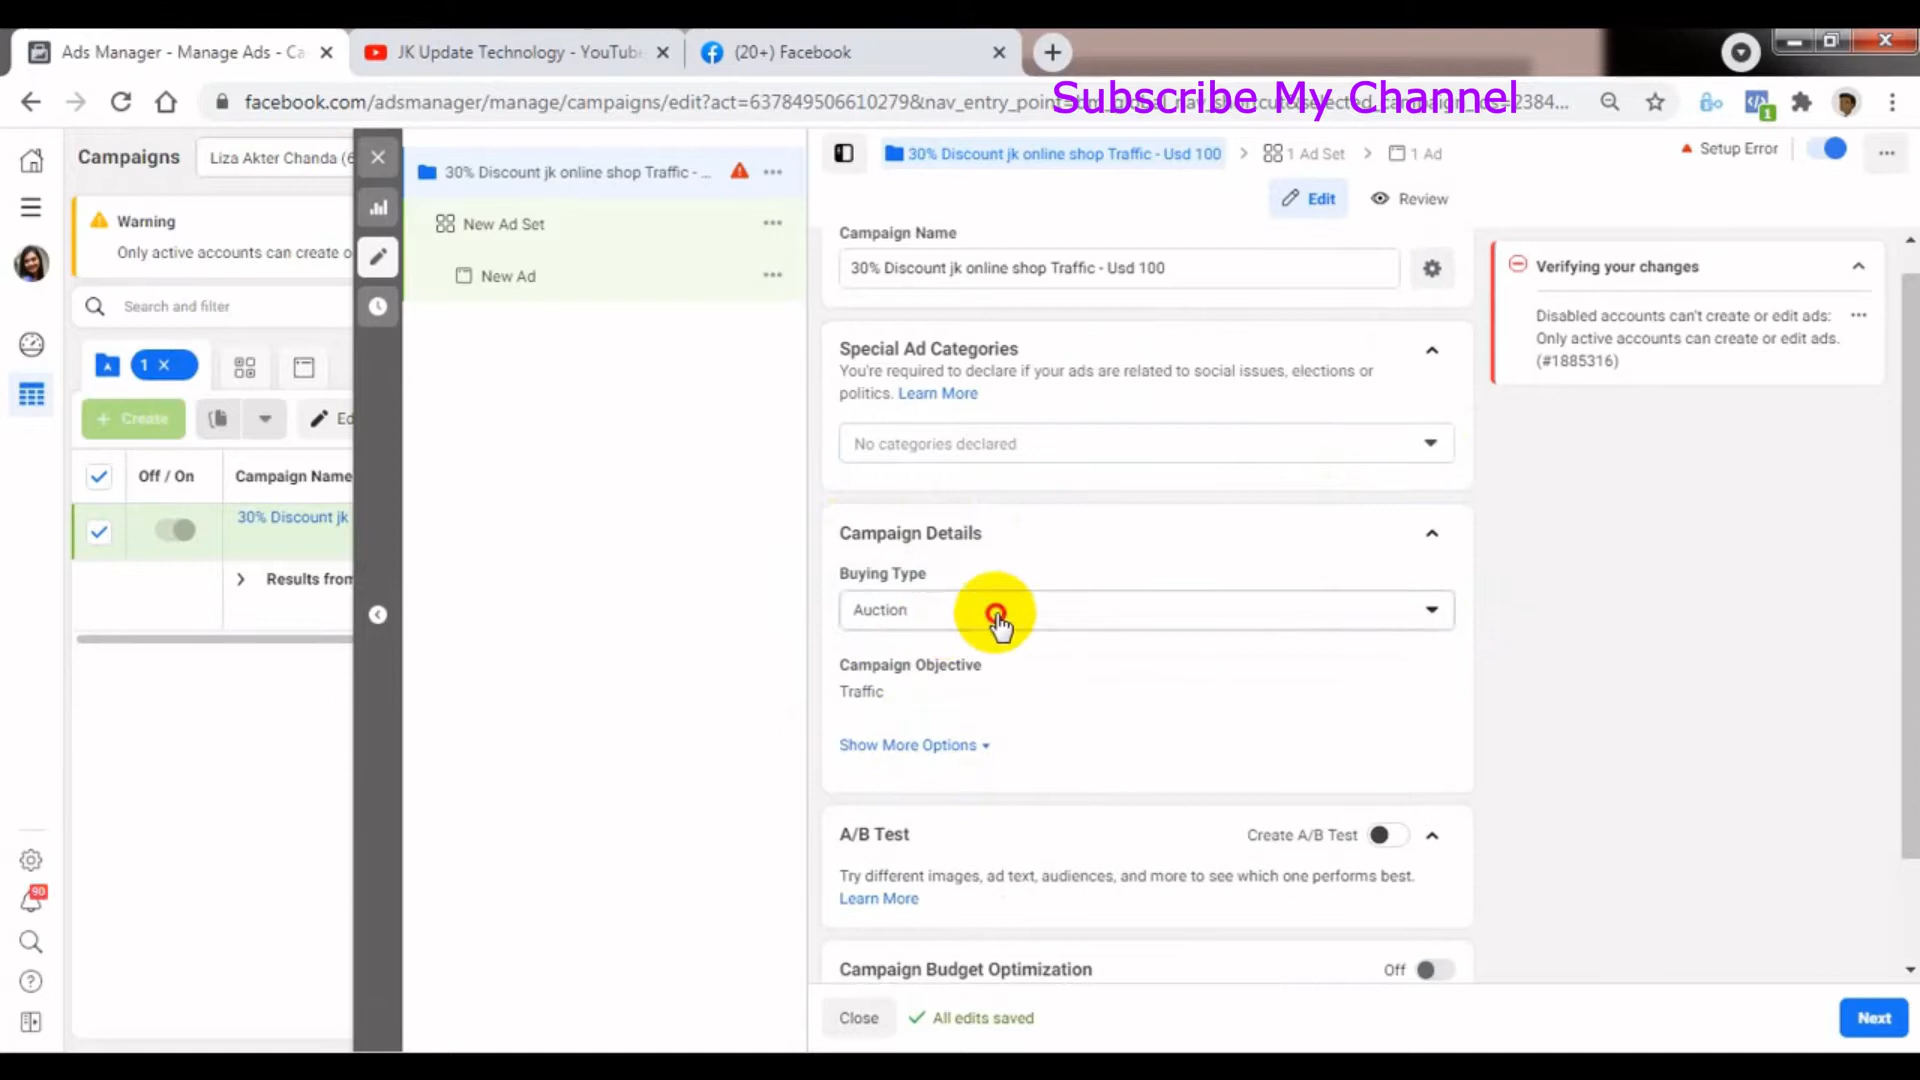 Ads Manager - Manage Ads - Ca
JK Update Technology - YouTube
(20+) Facebook
Subscribe My Channel
facebook.com/adsmanager/manage/campaigns/edit?act=637849506610279&nav_entry_point=
2384...
Campaigns
Liza Akter Chanda (6
Warning
Only active accounts can create o
Search and filter
1
+ Create
Ed
Off / On
Campaign Name
30% Discount jk
Results from
90
30% Discount jk online shop Traffic - ...
New Ad Set
New Ad
30% Discount jk online shop Traffic - Usd 100
1 Ad Set
1 Ad
Setup Error
Edit
Review
Campaign Name
30% Discount jk online shop Traffic - Usd 100
Special Ad Categories
You're required to declare if your ads are related to social issues, elections or
politics. Learn More
No categories declared
Campaign Details
Buying Type
Auction
Campaign Objective
Traffic
Show More Options
A/B Test
Create A/B Test
Try different images, ad text, audiences, and more to see which one performs best.
Learn More
Campaign Budget Optimization
Off
Close
All edits saved
Next
Verifying your changes
Disabled accounts can't create or edit ads:
Only active accounts can create or edit ads.
(#1885316)
1